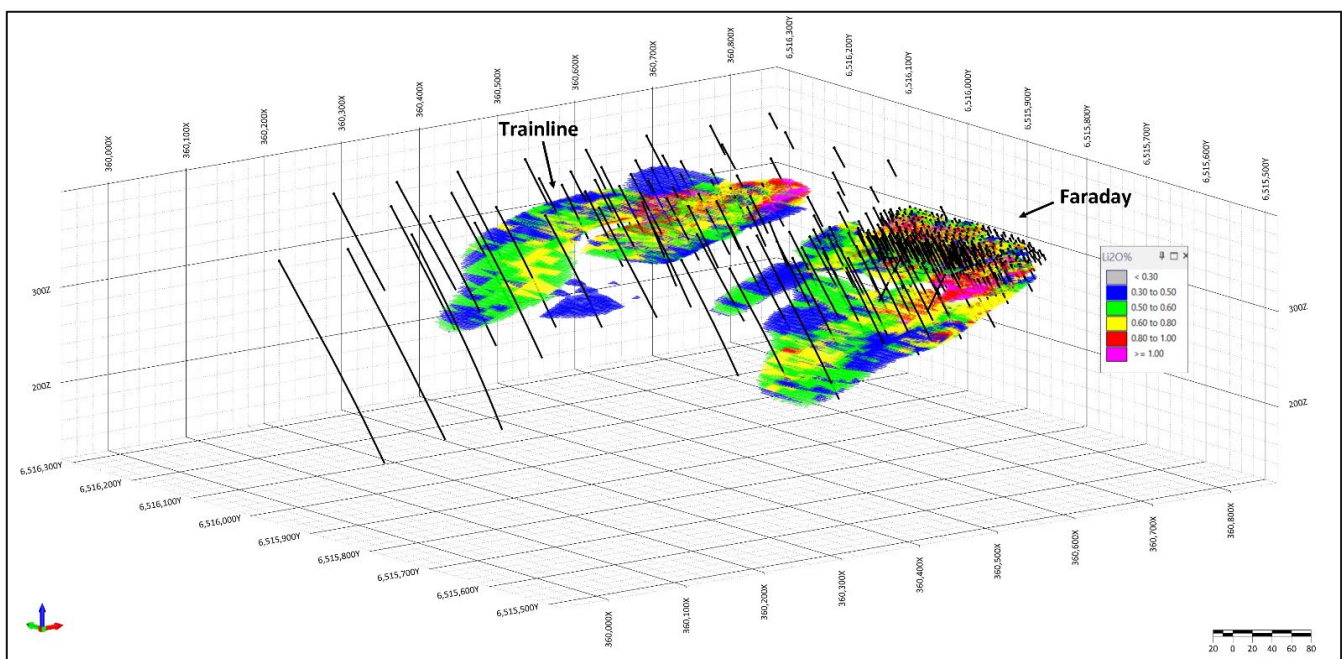 360,000X
360,100X
360,200X
360,300X
360,400X
360,500X
360,600X
360,700X
360,800X
6,516,300Y
6,516,200Y
6,516,100Y
6,516,000Y
6,515,900Y
6,515,800Y
6,515,700Y
6,515,600Y
6,515,500Y
Trainline
Faraday
Li2O%
< 0.30
0.30 to 0.50
0.50 to 0.60
0.60 to 0.80
0.80 to 1.00
>= 1.00
300Z
200Z
300Z
200Z
6,516,300Y
6,516,200Y
6,516,100Y
6,516,000Y
6,515,900Y
6,515,800Y
6,515,700Y
6,515,600Y
6,515,500Y
360,000X
360,100X
360,200X
360,300X
360,400X
360,500X
360,600X
360,700X
360,800X
20 0 20 40 60 80